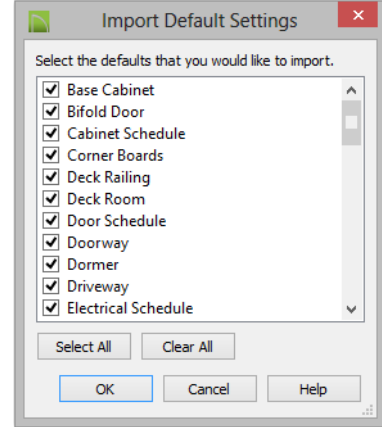 Import Default Settings
Select the defaults that you would like to import.
Base Cabinet
Bifold Door
Cabinet Schedule
Corner Boards
Deck Railing
Deck Room
Door Schedule
Doorway
Dormer
Driveway
Electrical Schedule
Select All Clear All
OK Cancel Help